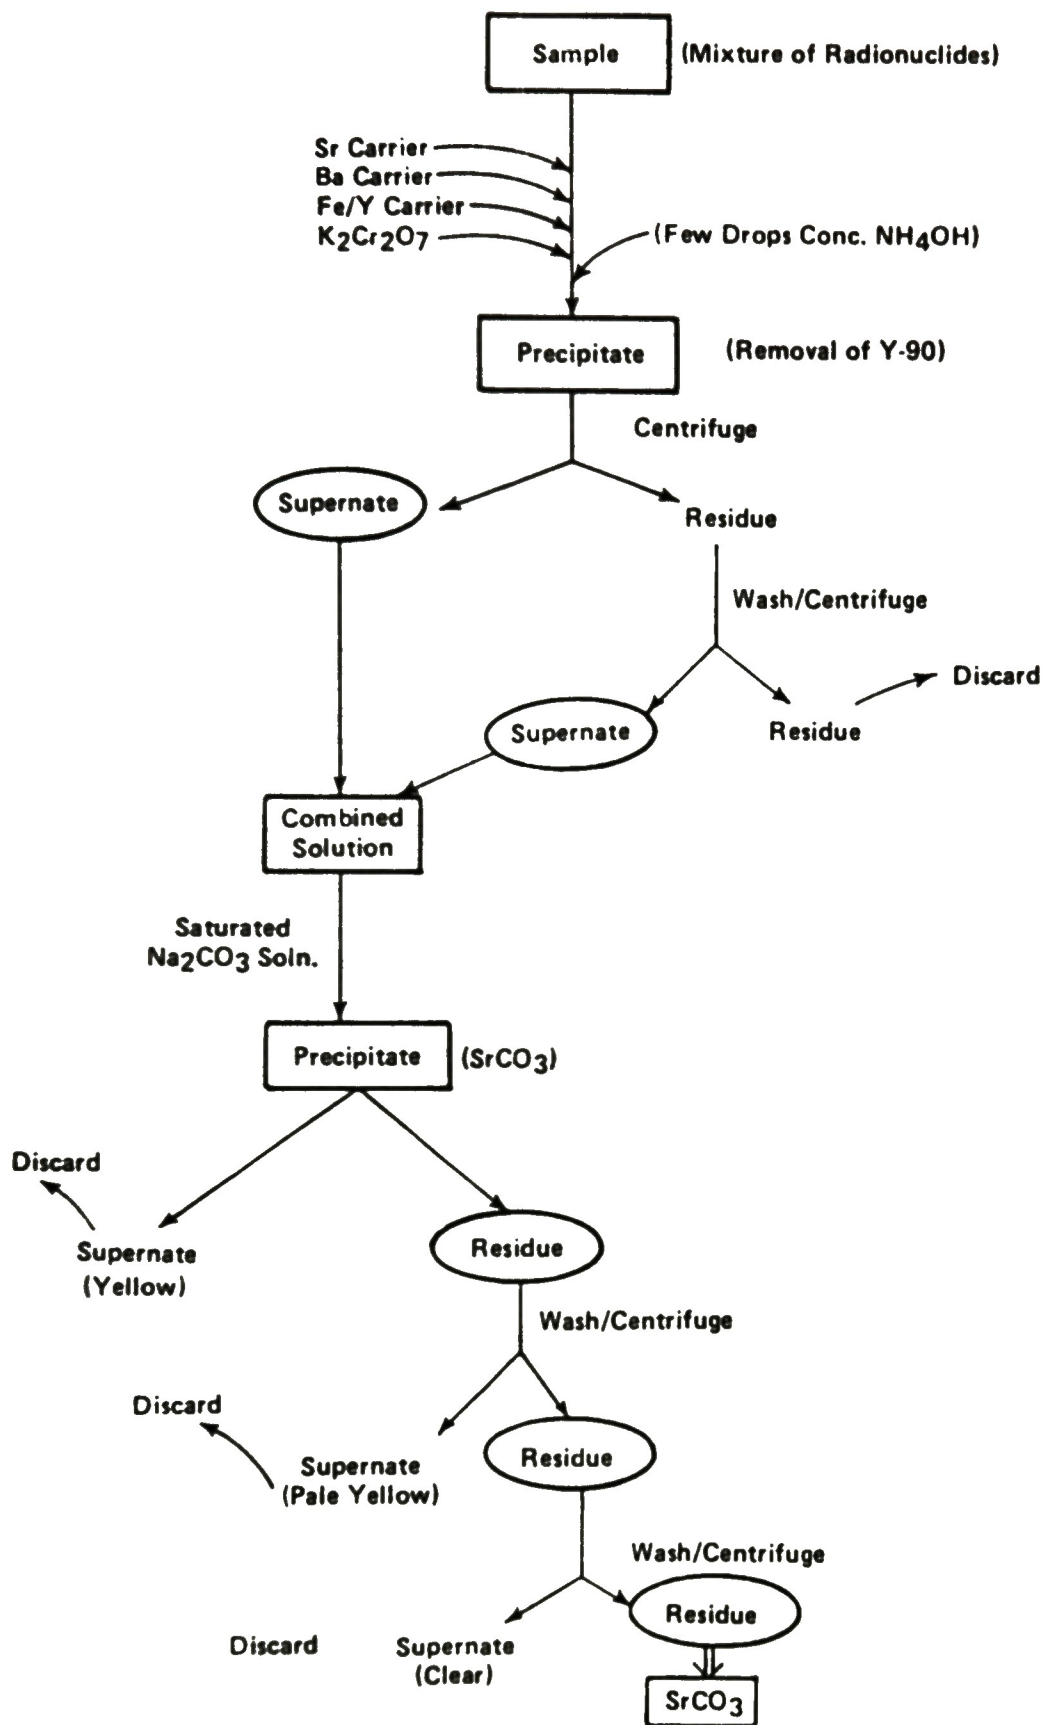 Sample
(Mixture of Radionuclides)
Sr Carrier
Ba Carrier
Fe/Y Carrier
K2Cr2O7
(Few Drops Conc. NH4OH)
Precipitate
(Removal of Y-90)
Centrifuge
Supernate
Residue
Wash/Centrifuge
Discard
Supernate
Residue
Combined
Solution
Saturated
Na2CO3 Soln.
Precipitate
(SrCO3)
Discard
Supernate
(Yellow)
Residue
Wash/Centrifuge
Discard
Supernate
(Pale Yellow)
Residue
Wash/Centrifuge
Residue
Discard
Supernate
(Clear)
SrCO3